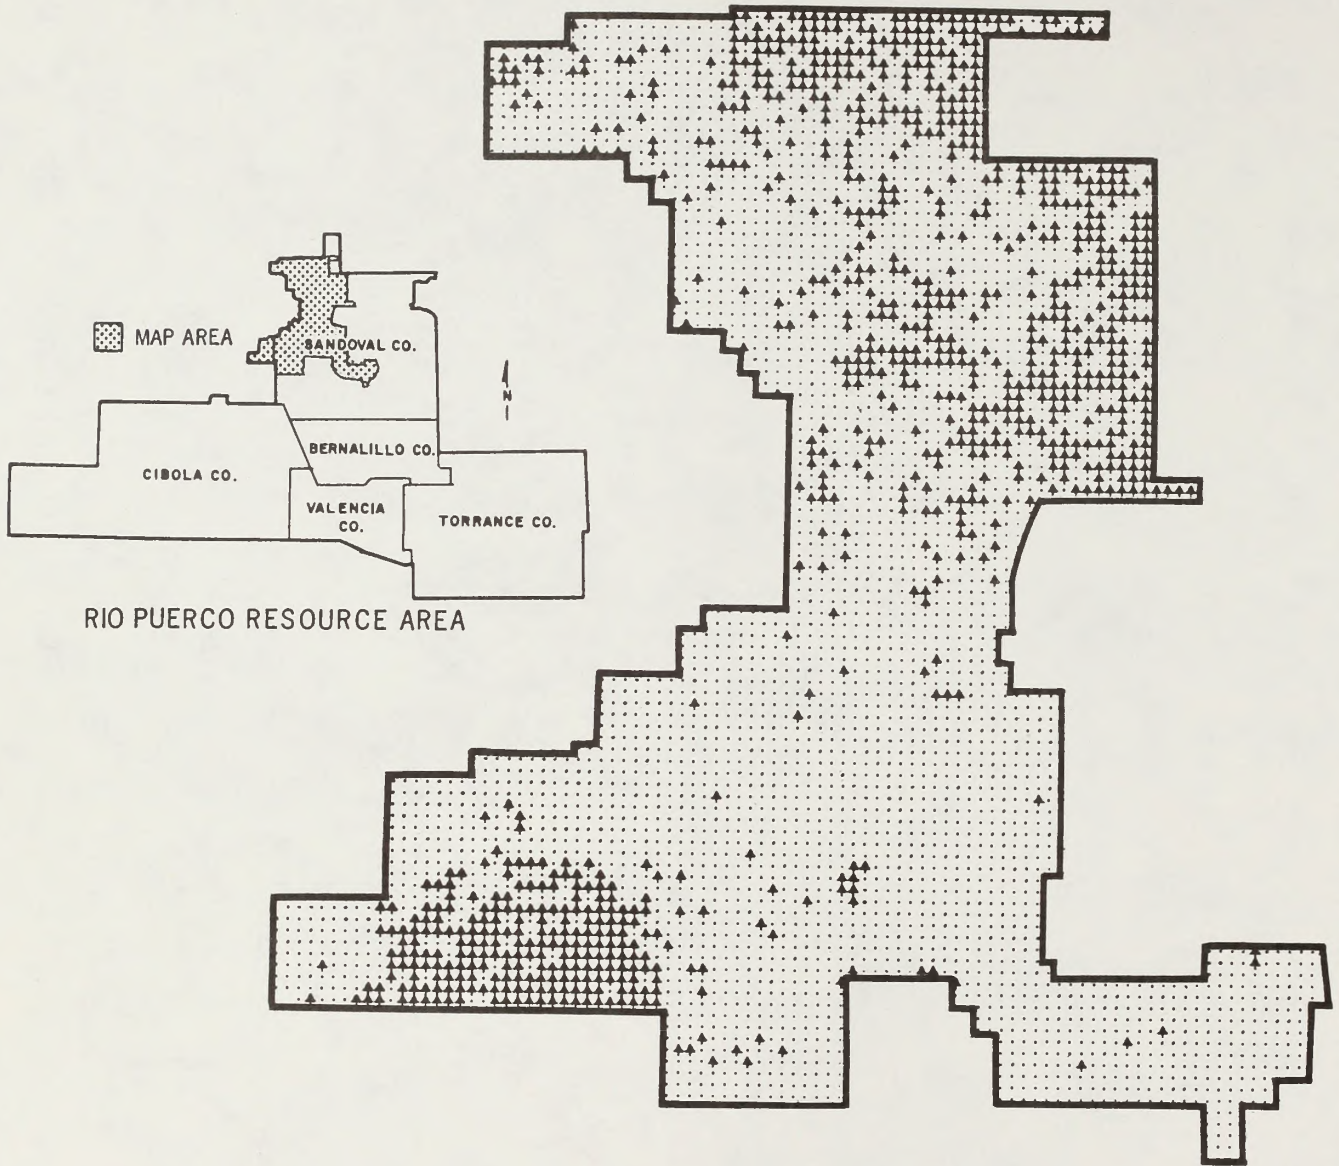 MAP AREA
SANDOVAL CO.
N
BERNALILLO CO.
CIBOLA CO.
VALENCIA
CO.
TORRANCE CO.
RIO PUERCO RESOURCE AREA